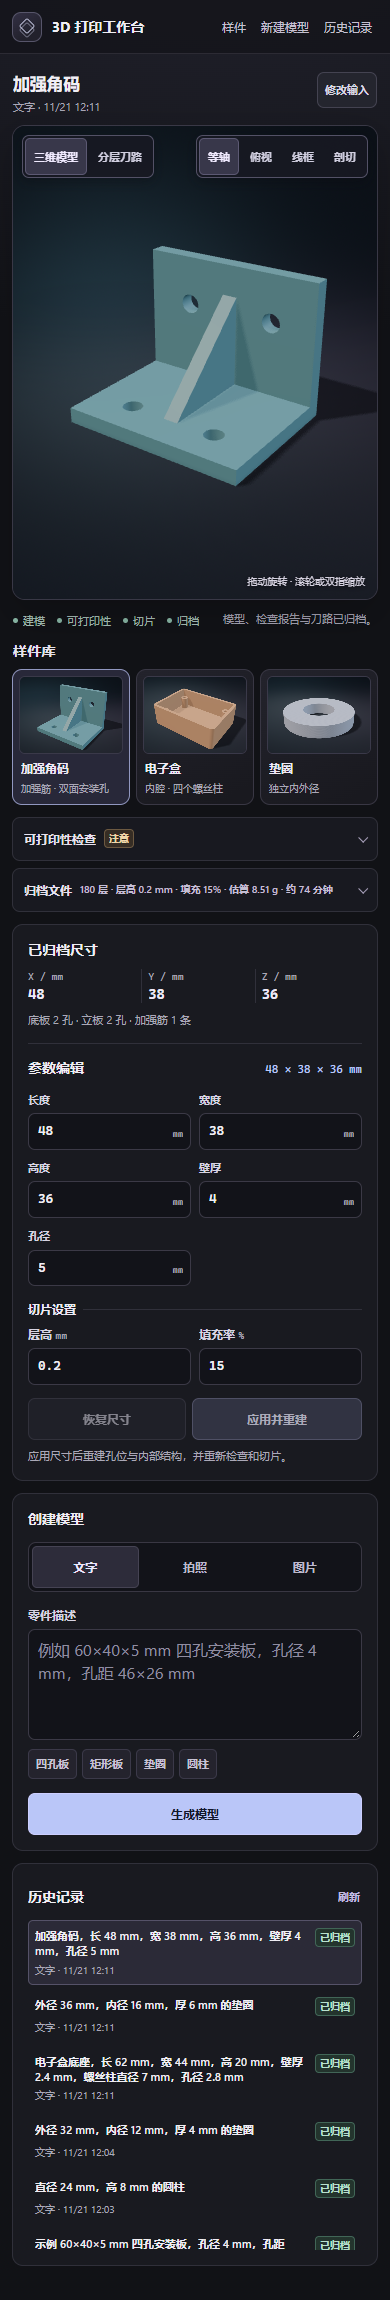 3D 打印工作台
样件 新建模型 历史记录
加强角码
文字 · 11/21 12:11
修改输入
三维模型 分层刀路
等轴 俯视 线框 剖切
拖动旋转 · 滚轮或双指缩放
建模 可打印性 切片 归档
模型、检查报告与刀路已归档。
样件库
加强角码
加强筋 · 双面安装孔
电子盒
内腔 · 四个螺丝柱
垫圈
独立内外径
可打印性检查 注意
归档文件 180 层 · 层高 0.2 mm · 填充 15% · 估算 8.51 g · 约 74 分钟
已归档尺寸
X / mm Y / mm Z / mm
48 38 36
底板 2 孔 · 立板 2 孔 · 加强筋 1 条
参数编辑 48 × 38 × 36 mm
长度 宽度
48 mm 38 mm
高度 壁厚
36 mm 4 mm
孔径
5 mm
切片设置
层高 mm 填充率 %
0.2 15
恢复尺寸 应用并重建
应用尺寸后重建孔位与内部结构，并重新检查和切片。
创建模型
文字 拍照 图片
零件描述
例如 60×40×5 mm 四孔安装板，孔径 4
mm，孔距 46×26 mm
四孔板 矩形板 垫圈 圆柱
生成模型
历史记录 刷新
加强角码，长 48 mm，宽 38 mm，高 36 mm，壁厚 4
mm，孔径 5 mm
已归档
文字 · 11/21 12:11
外径 36 mm，内径 16 mm，厚 6 mm 的垫圈
已归档
文字 · 11/21 12:11
电子盒底座，长 62 mm，宽 44 mm，高 20 mm，壁厚
2.4 mm，螺丝柱直径 7 mm，孔径 2.8 mm
已归档
文字 · 11/21 12:11
外径 32 mm，内径 12 mm，厚 4 mm 的垫圈
已归档
文字 · 11/21 12:04
直径 24 mm，高 8 mm 的圆柱
已归档
文字 · 11/21 12:03
示例 60×40×5 mm 四孔安装板，孔径 4 mm，孔距
已归档